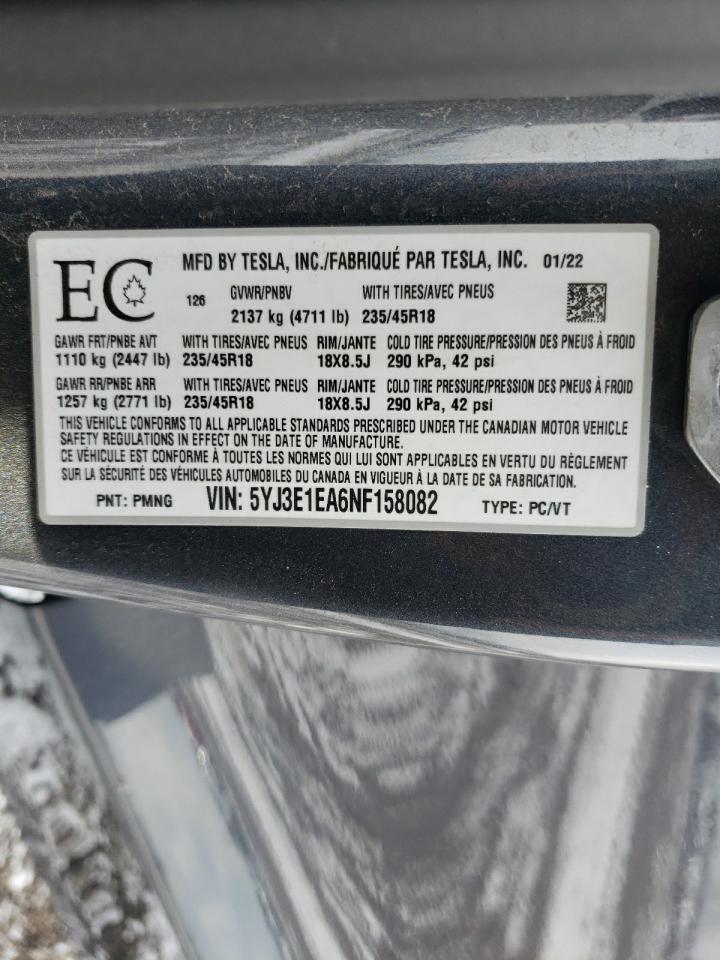 EC
MFD BY TESLA, INC./FABRIQUÉ PAR TESLA, INC. 01/22
126 GVWR/PNBV WITH TIRES/AVEC PNEUS
2137 kg (4711 lb) 235/45R18
GAWR FRT/PNBE AVT WITH TIRES/AVEC PNEUS RIM/JANTE COLD TIRE PRESSURE/PRESSION DES PNEUS À FROID
1110 kg (2447 lb) 235/45R18 18X8.5J 290 kPa, 42 psi
GAWR RR/PNBE ARR WITH TIRES/AVEC PNEUS RIM/JANTE COLD TIRE PRESSURE/PRESSION DES PNEUS À FROID
1257 kg (2771 lb) 235/45R18 18X8.5J 290 kPa, 42 psi
THIS VEHICLE CONFORMS TO ALL APPLICABLE STANDARDS PRESCRIBED UNDER THE CANADIAN MOTOR VEHICLE
SAFETY REGULATIONS IN EFFECT ON THE DATE OF MANUFACTURE.
CE VÉHICULE EST CONFORME À TOUTES LES NORMES QUI LUI SONT APPLICABLES EN VERTU DU RÈGLEMENT
SUR LA SÉCURITÉ DES VÉHICULES AUTOMOBILES DU CANADA EN VIGUEUR À LA DATE DE SA FABRICATION.
PNT: PMNG VIN: 5YJ3E1EA6NF158082 TYPE: PC/VT